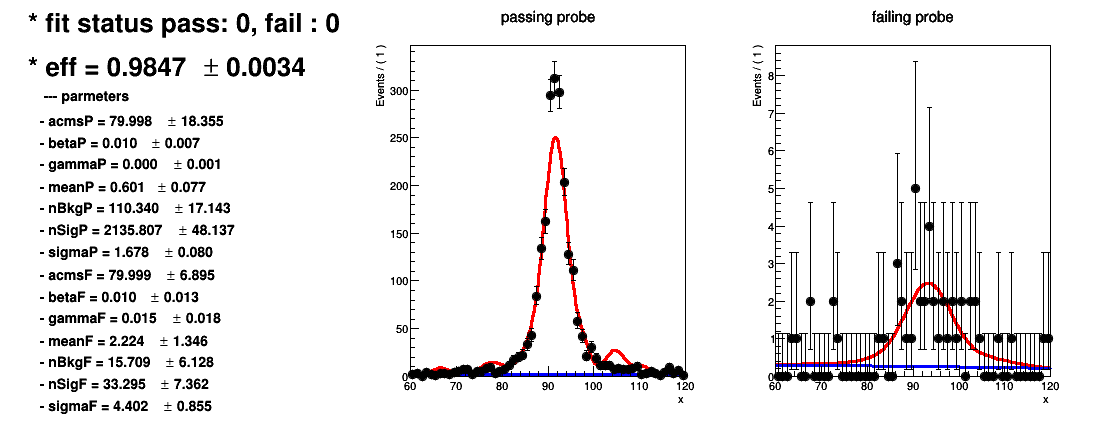 * fit status pass: 0, fail : 0
* eff = 0.9847 ± 0.0034
--- parmeters
- acmsP = 79.998 ± 18.355
- betaP = 0.010 ± 0.007
- gammaP = 0.000 ± 0.001
- meanP = 0.601 ± 0.077
- nBkgP = 110.340 ± 17.143
- nSigP = 2135.807 ± 48.137
- sigmaP = 1.678 ± 0.080
- acmsF = 79.999 ± 6.895
- betaF = 0.010 ± 0.013
- gammaF = 0.015 ± 0.018
- meanF = 2.224 ± 1.346
- nBkgF = 15.709 ± 6.128
- nSigF = 33.295 ± 7.362
- sigmaF = 4.402 ± 0.855
passing probe
Events / ( 1 )
300
250
200
150
100
50
0
60 70 80 90 100 110 120
x
failing probe
Events / ( 1 )
8
7
6
5
4
3
2
1
0
60 70 80 90 100 110 120
x